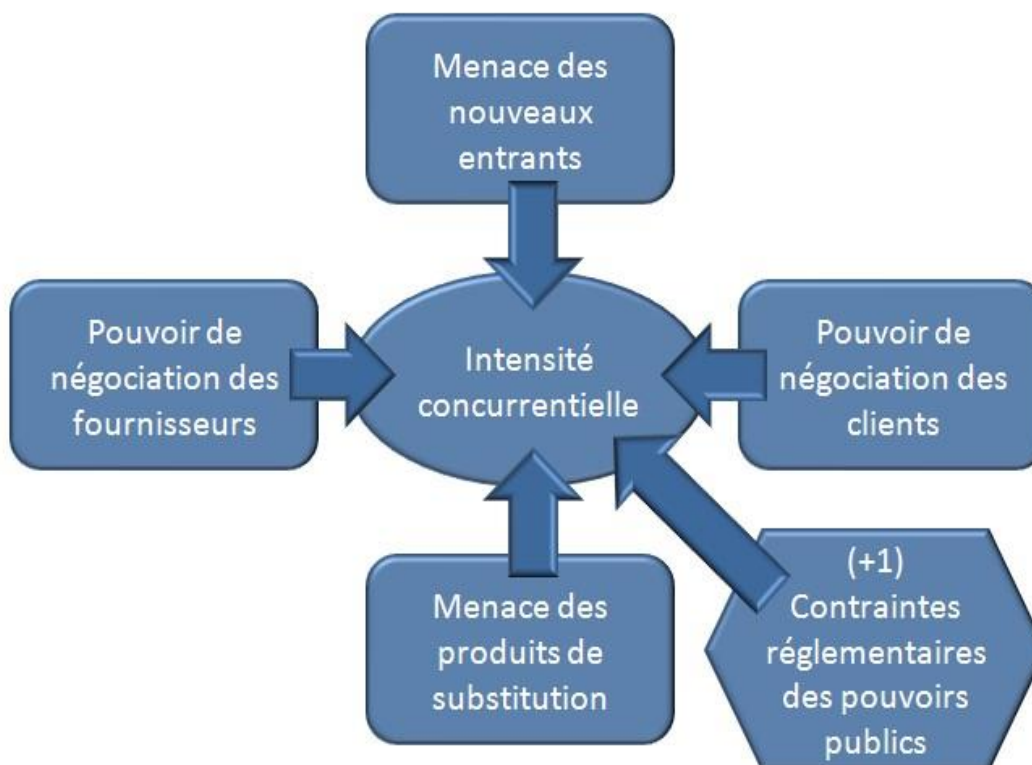 Menace des
nouveaux
entrants
Pouvoir de
négociation des
fournisseurs
Intensité
concurrentielle
Pouvoir de
négociation des
clients
Menace des
produits de
substitution
(+1)
Contraintes
réglementaires
des pouvoirs
publics